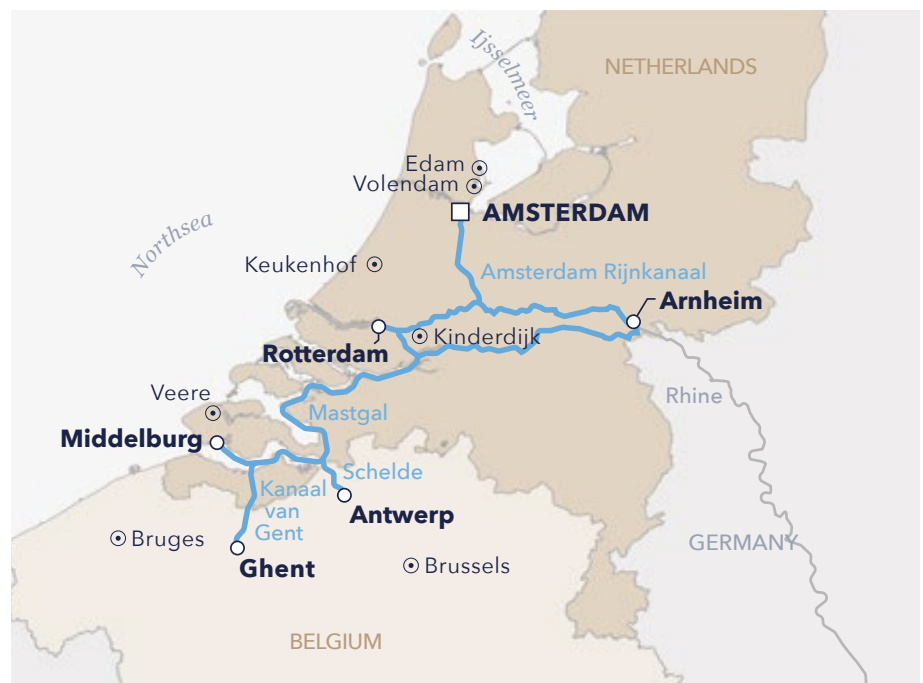 Ijsselmeer
NETHERLANDS
Edam
Volendam
AMSTERDAM
Northsea
Keukenhof
Amsterdam Rijnkanaal
Arnheim
Kinderdijk
Rotterdam
Veere
Rhine
Mastgal
Middelburg
Schelde
Kanaal
van
Gent
Antwerp
Bruges
GERMANY
Ghent
Brussels
BELGIUM